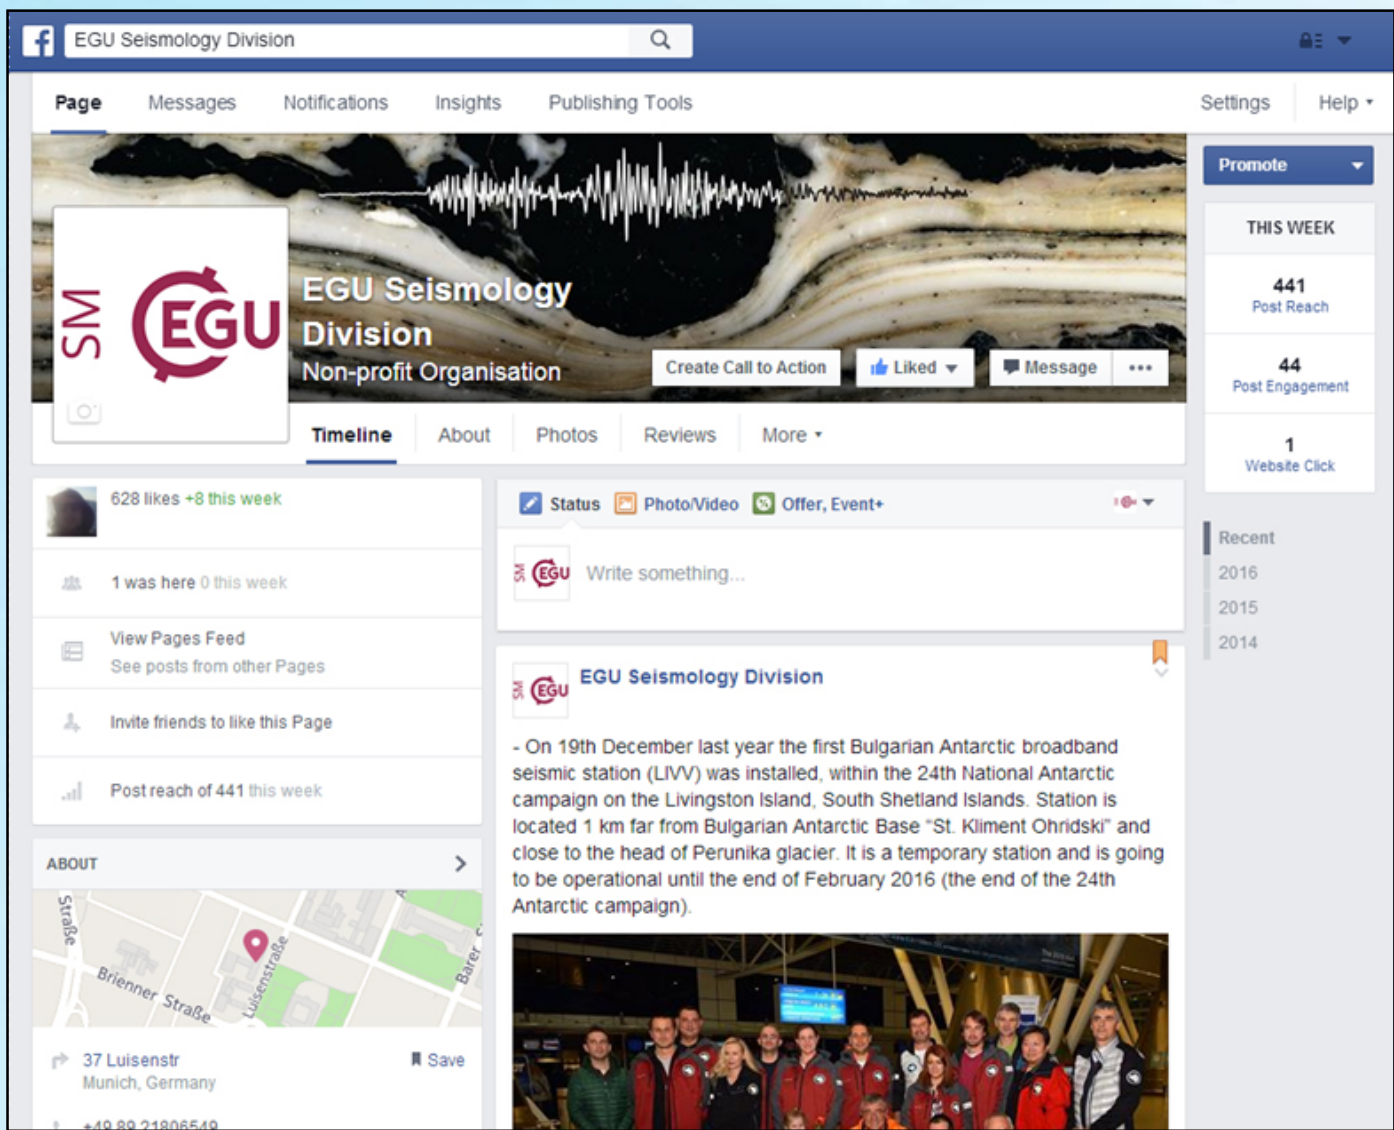 EGU Seismology Division
Page Messages Notifications Insights Publishing Tools Settings Help
Promote
THIS WEEK
441
Post Reach
44
Post Engagement
1
Website Click
SM EGU
EGU Seismology
Division
Non-profit Organisation
Create Call to Action Liked Message
Timeline About Photos Reviews More
Recent
2016
2015
2014
628 likes +8 this week
1 was here 0 this week
View Pages Feed
See posts from other Pages
Invite friends to like this Page
Post reach of 441 this week
ABOUT
Straße
Brienner Straße
Luisenstraße
Barer
37 Luisenstr Save
Munich, Germany
+49 89 21806549
Status Photo/Video Offer, Event+
SM EGU
Write something...
SM EGU
EGU Seismology Division
- On 19th December last year the first Bulgarian Antarctic broadband
seismic station (LIVV) was installed, within the 24th National Antarctic
campaign on the Livingston Island, South Shetland Islands. Station is
located 1 km far from Bulgarian Antarctic Base “St. Kliment Ohridski” and
close to the head of Perunika glacier. It is a temporary station and is going
to be operational until the end of February 2016 (the end of the 24th
Antarctic campaign).